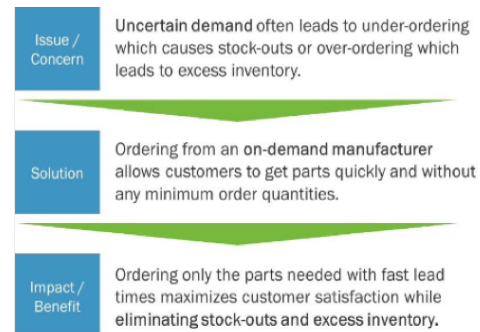 Issue /
Concern
Uncertain demand often leads to under-ordering
which causes stock-outs or over-ordering which
leads to excess inventory.
Solution
Ordering from an on-demand manufacturer
allows customers to get parts quickly and without
any minimum order quantities.
Impact /
Benefit
Ordering only the parts needed with fast lead
times maximizes customer satisfaction while
eliminating stock-outs and excess inventory.